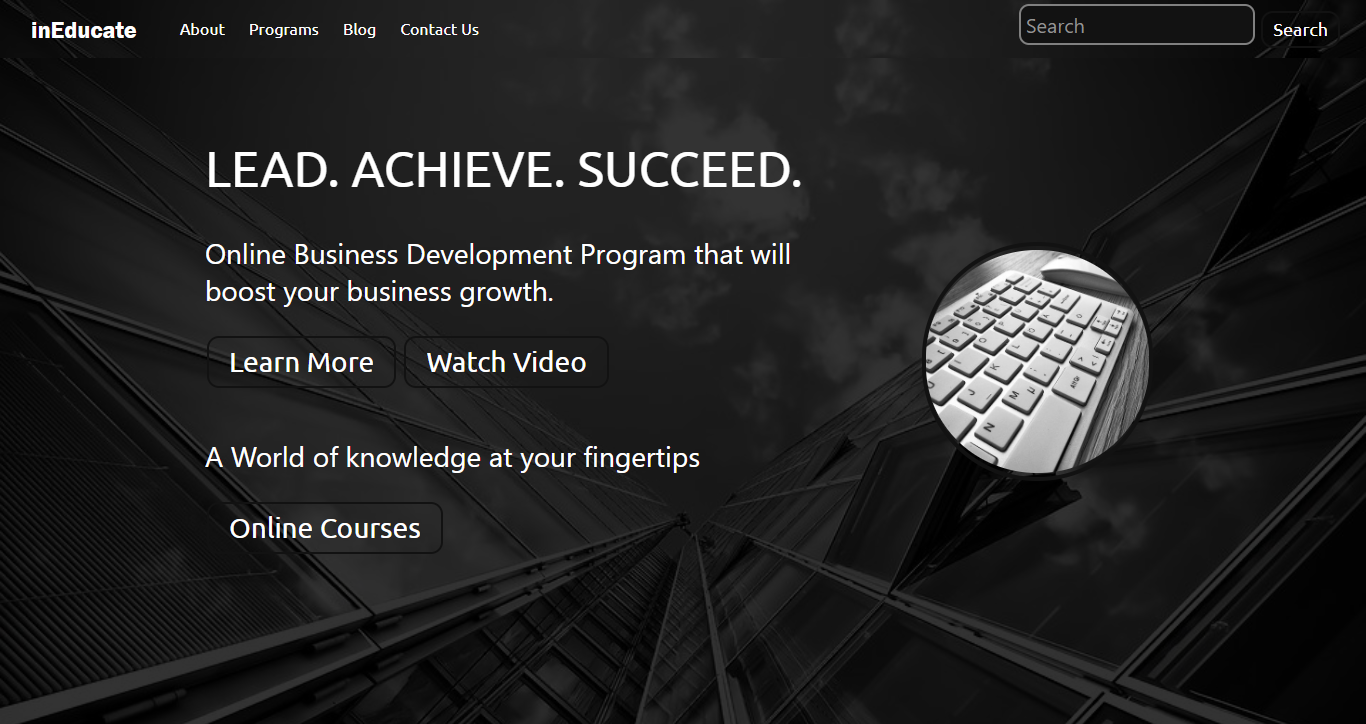 inEducate
About
Programs
Blog
Contact Us
Search
Search
LEAD. ACHIEVE. SUCCEED.
Online Business Development Program that will
boost your business growth.
Learn More
Watch Video
A World of knowledge at your fingertips
Online Courses